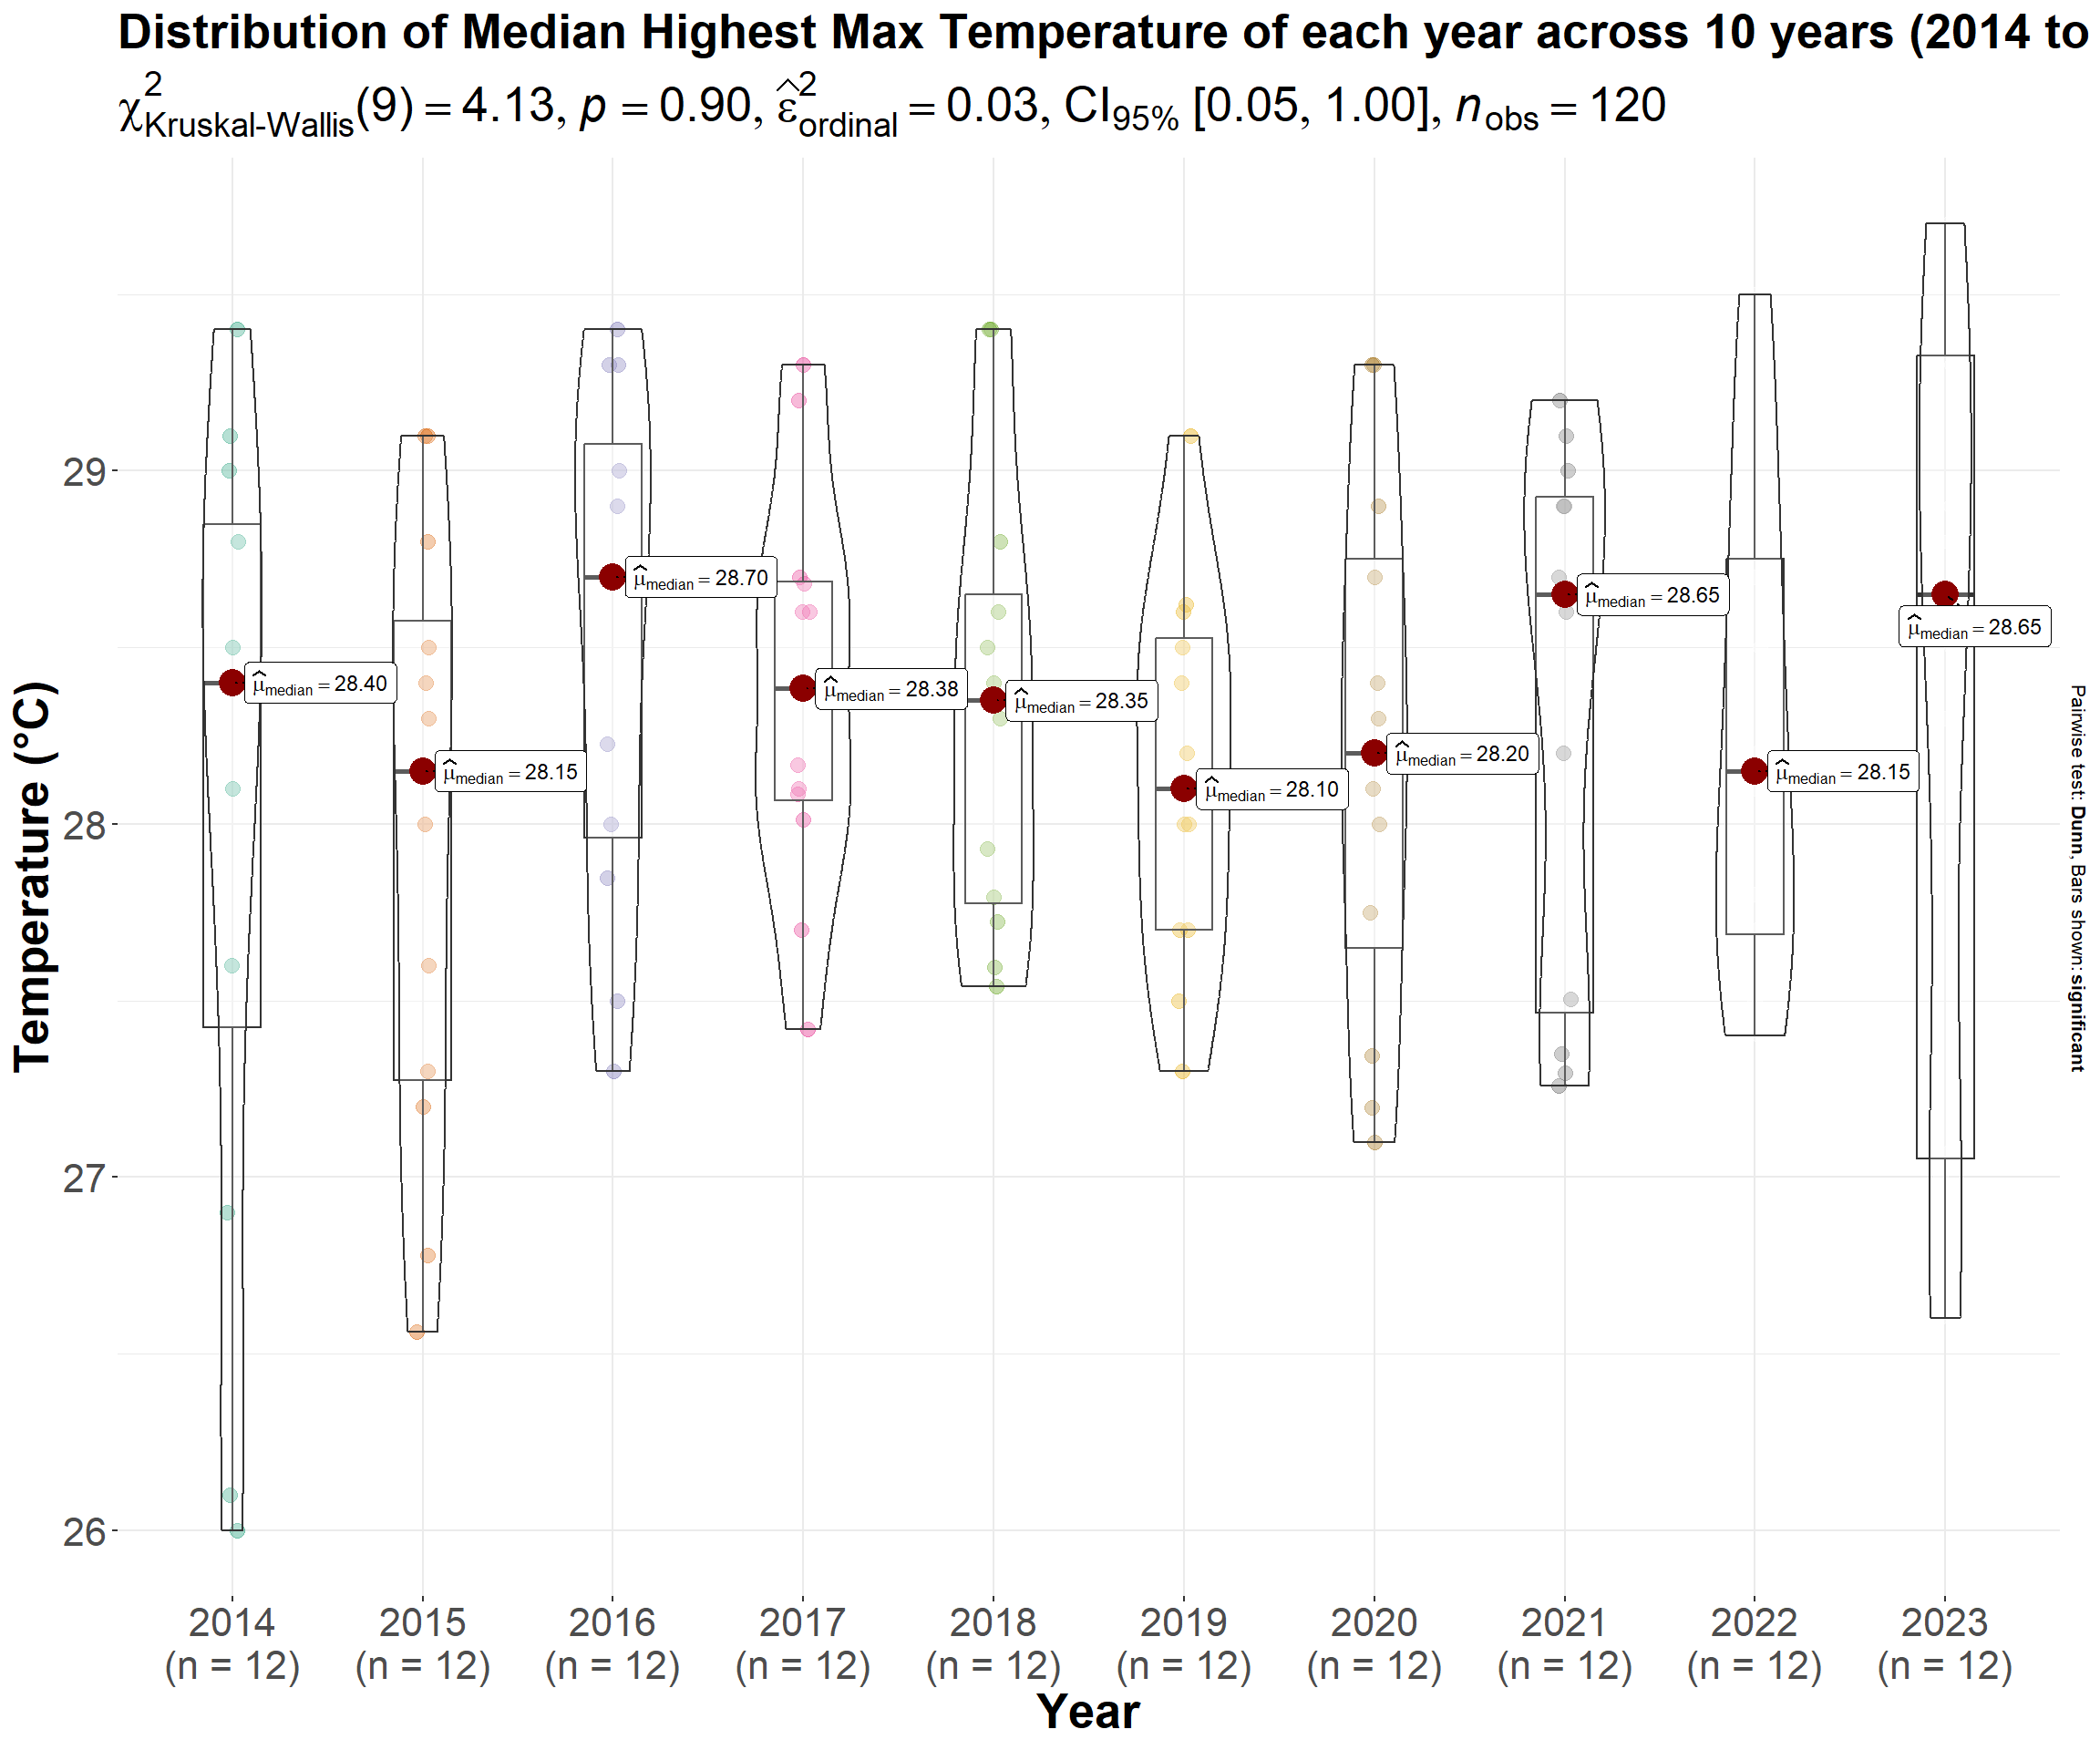 Distribution of Median Highest Max Temperature of each year across 10 years (2014 to
χ²Kruskal-Wallis(9) = 4.13, p = 0.90, ε̂²ordinal = 0.03, CI95% [0.05, 1.00], nobs = 120
Temperature (°C)
29
28
27
26
μ̂median = 28.40
μ̂median = 28.15
μ̂median = 28.70
μ̂median = 28.38
μ̂median = 28.35
μ̂median = 28.10
μ̂median = 28.20
μ̂median = 28.65
μ̂median = 28.15
μ̂median = 28.65
Pairwise test: Dunn, Bars shown: significant
2014 2015 2016 2017 2018 2019 2020 2021 2022 2023
(n = 12) (n = 12) (n = 12) (n = 12) (n = 12) (n = 12) (n = 12) (n = 12) (n = 12) (n = 12)
Year